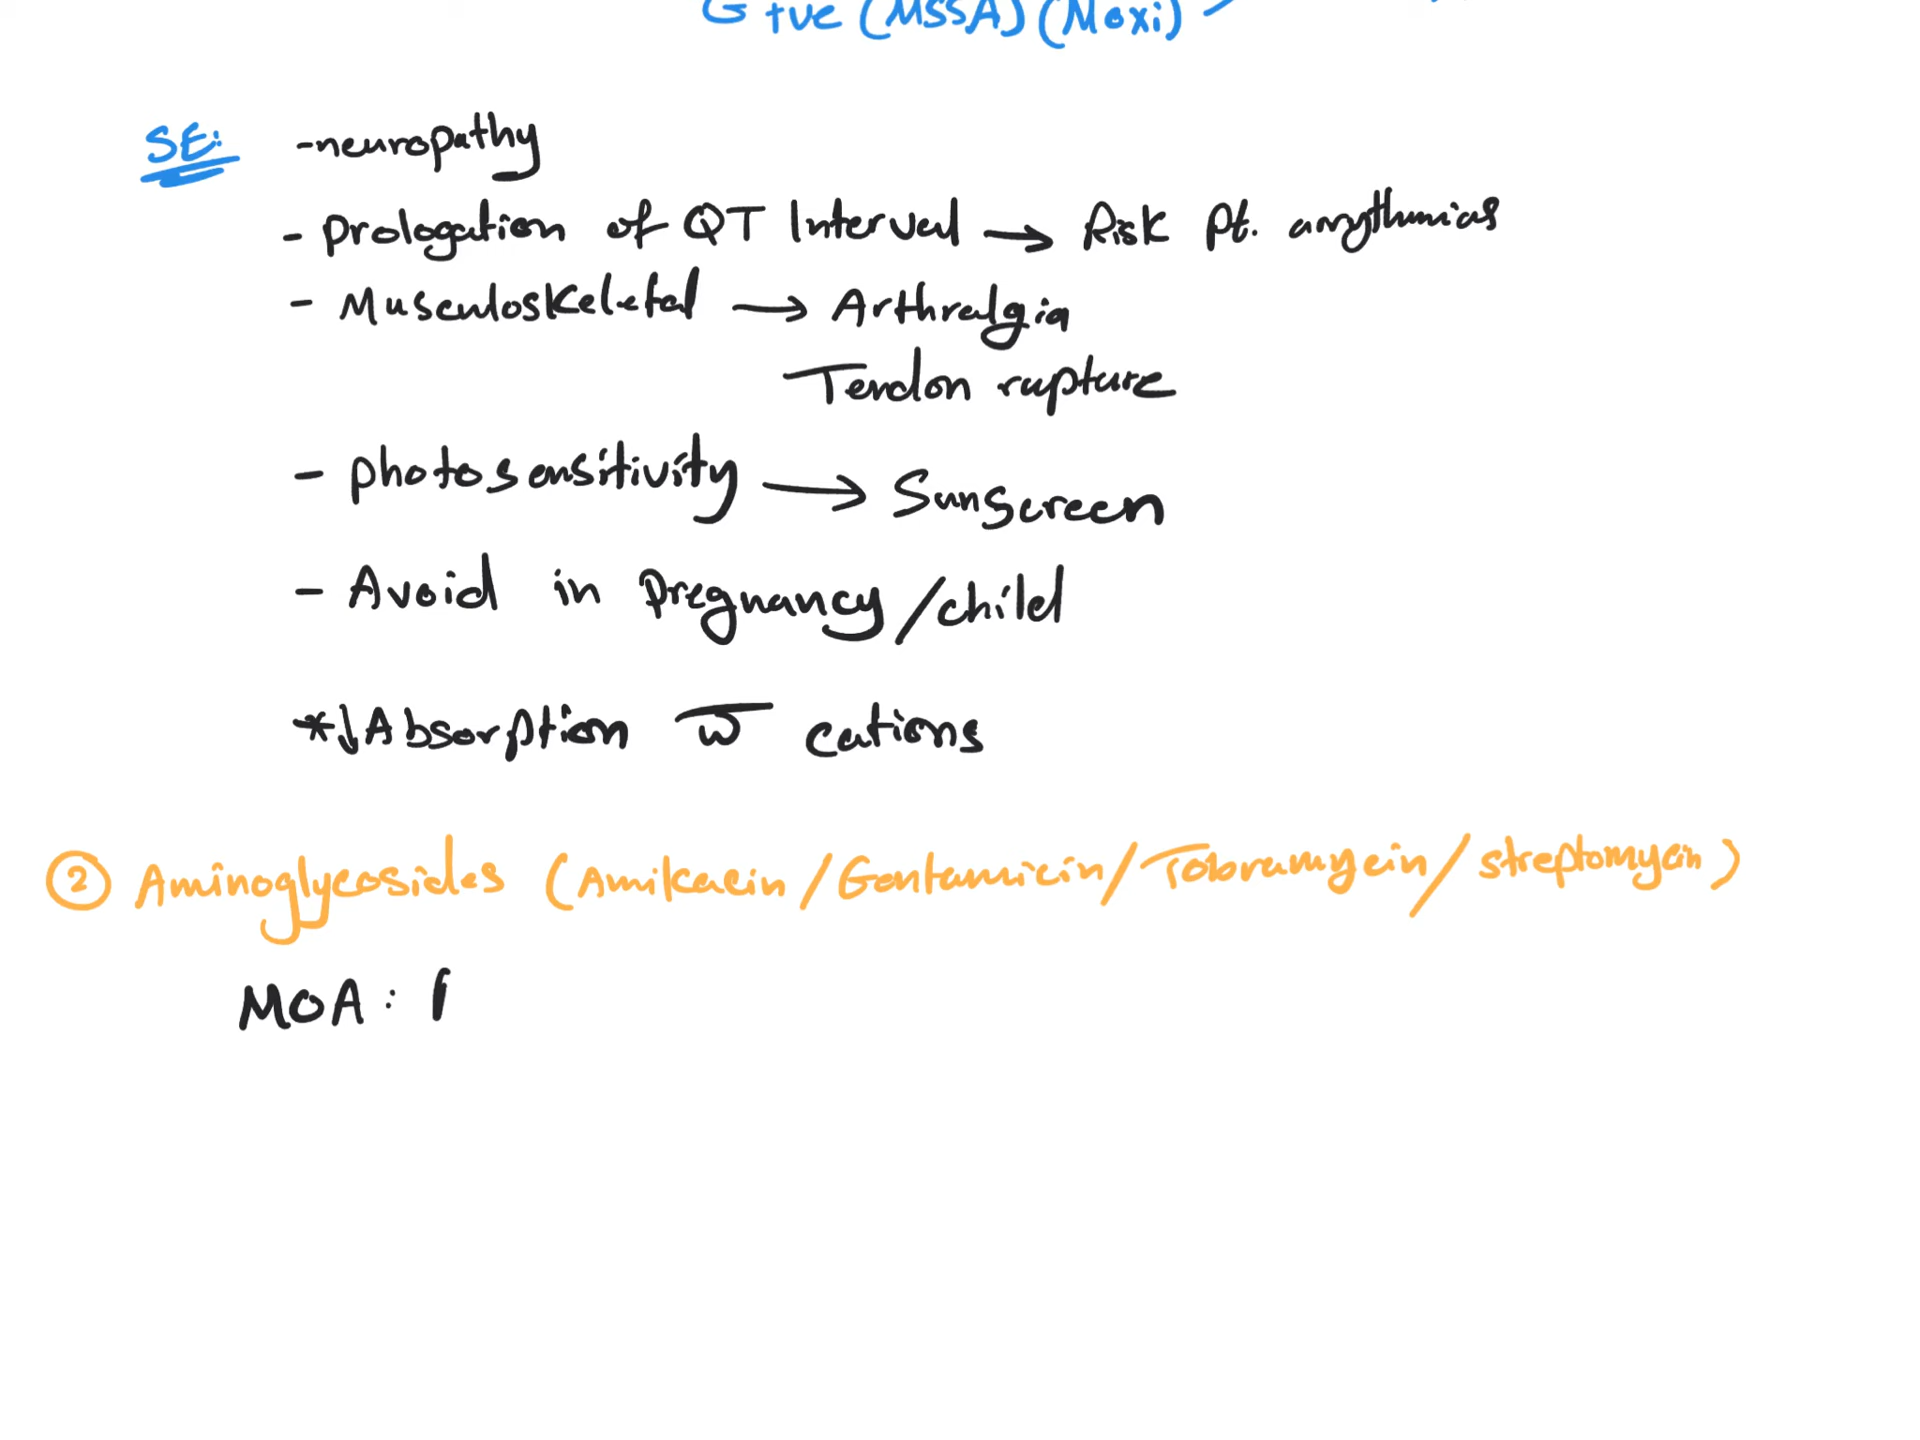 G +ve (MSSA) (Moxi)
SE: -neuropathy
- Prologation of QT Interval → Risk Pt. arrythmias
- Musculoskeletal → Arthralgia
Tendon rupture
- photosensitivity → Sunscreen
- Avoid in Pregnancy/child
*↓Absorption w̅ cations
② Aminoglycosides (Amikacin/Gentamicin/Tobramycin/streptomycin)
MOA: